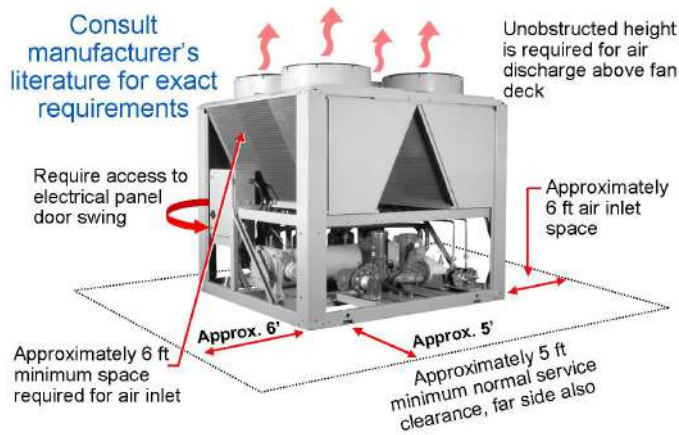 Consult
manufacturer's
literature for exact
requirements
Unobstructed height
is required for air
discharge above fan
deck
Require access to
electrical panel
door swing
Approximately
6 ft air inlet
space
Approx. 6'
Approx. 5'
Approximately 6 ft
minimum space
required for air inlet
Approximately 5 ft
minimum normal service
clearance, far side also